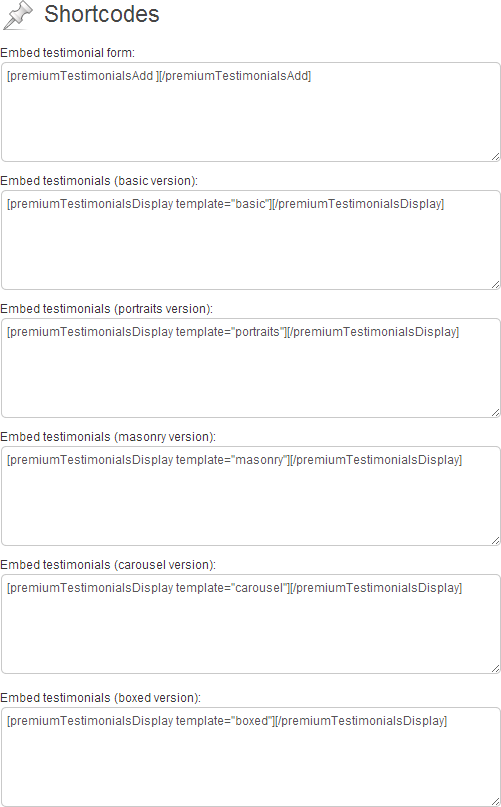 Shortcodes
Embed testimonial form:
[premiumTestimonialsAdd ][/premiumTestimonialsAdd]
Embed testimonials (basic version):
[premiumTestimonialsDisplay template="basic"][/premiumTestimonialsDisplay]
Embed testimonials (portraits version):
[premiumTestimonialsDisplay template="portraits"][/premiumTestimonialsDisplay]
Embed testimonials (masonry version):
[premiumTestimonialsDisplay template="masonry"][/premiumTestimonialsDisplay]
Embed testimonials (carousel version):
[premiumTestimonialsDisplay template="carousel"][/premiumTestimonialsDisplay]
Embed testimonials (boxed version):
[premiumTestimonialsDisplay template="boxed"][/premiumTestimonialsDisplay]